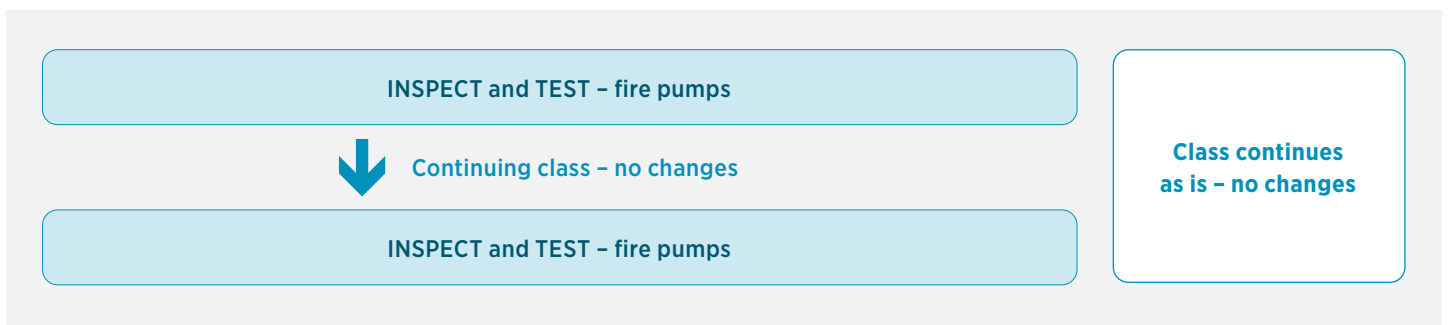 INSPECT and TEST – fire pumps
Continuing class – no changes
INSPECT and TEST – fire pumps
Class continues
as is – no changes